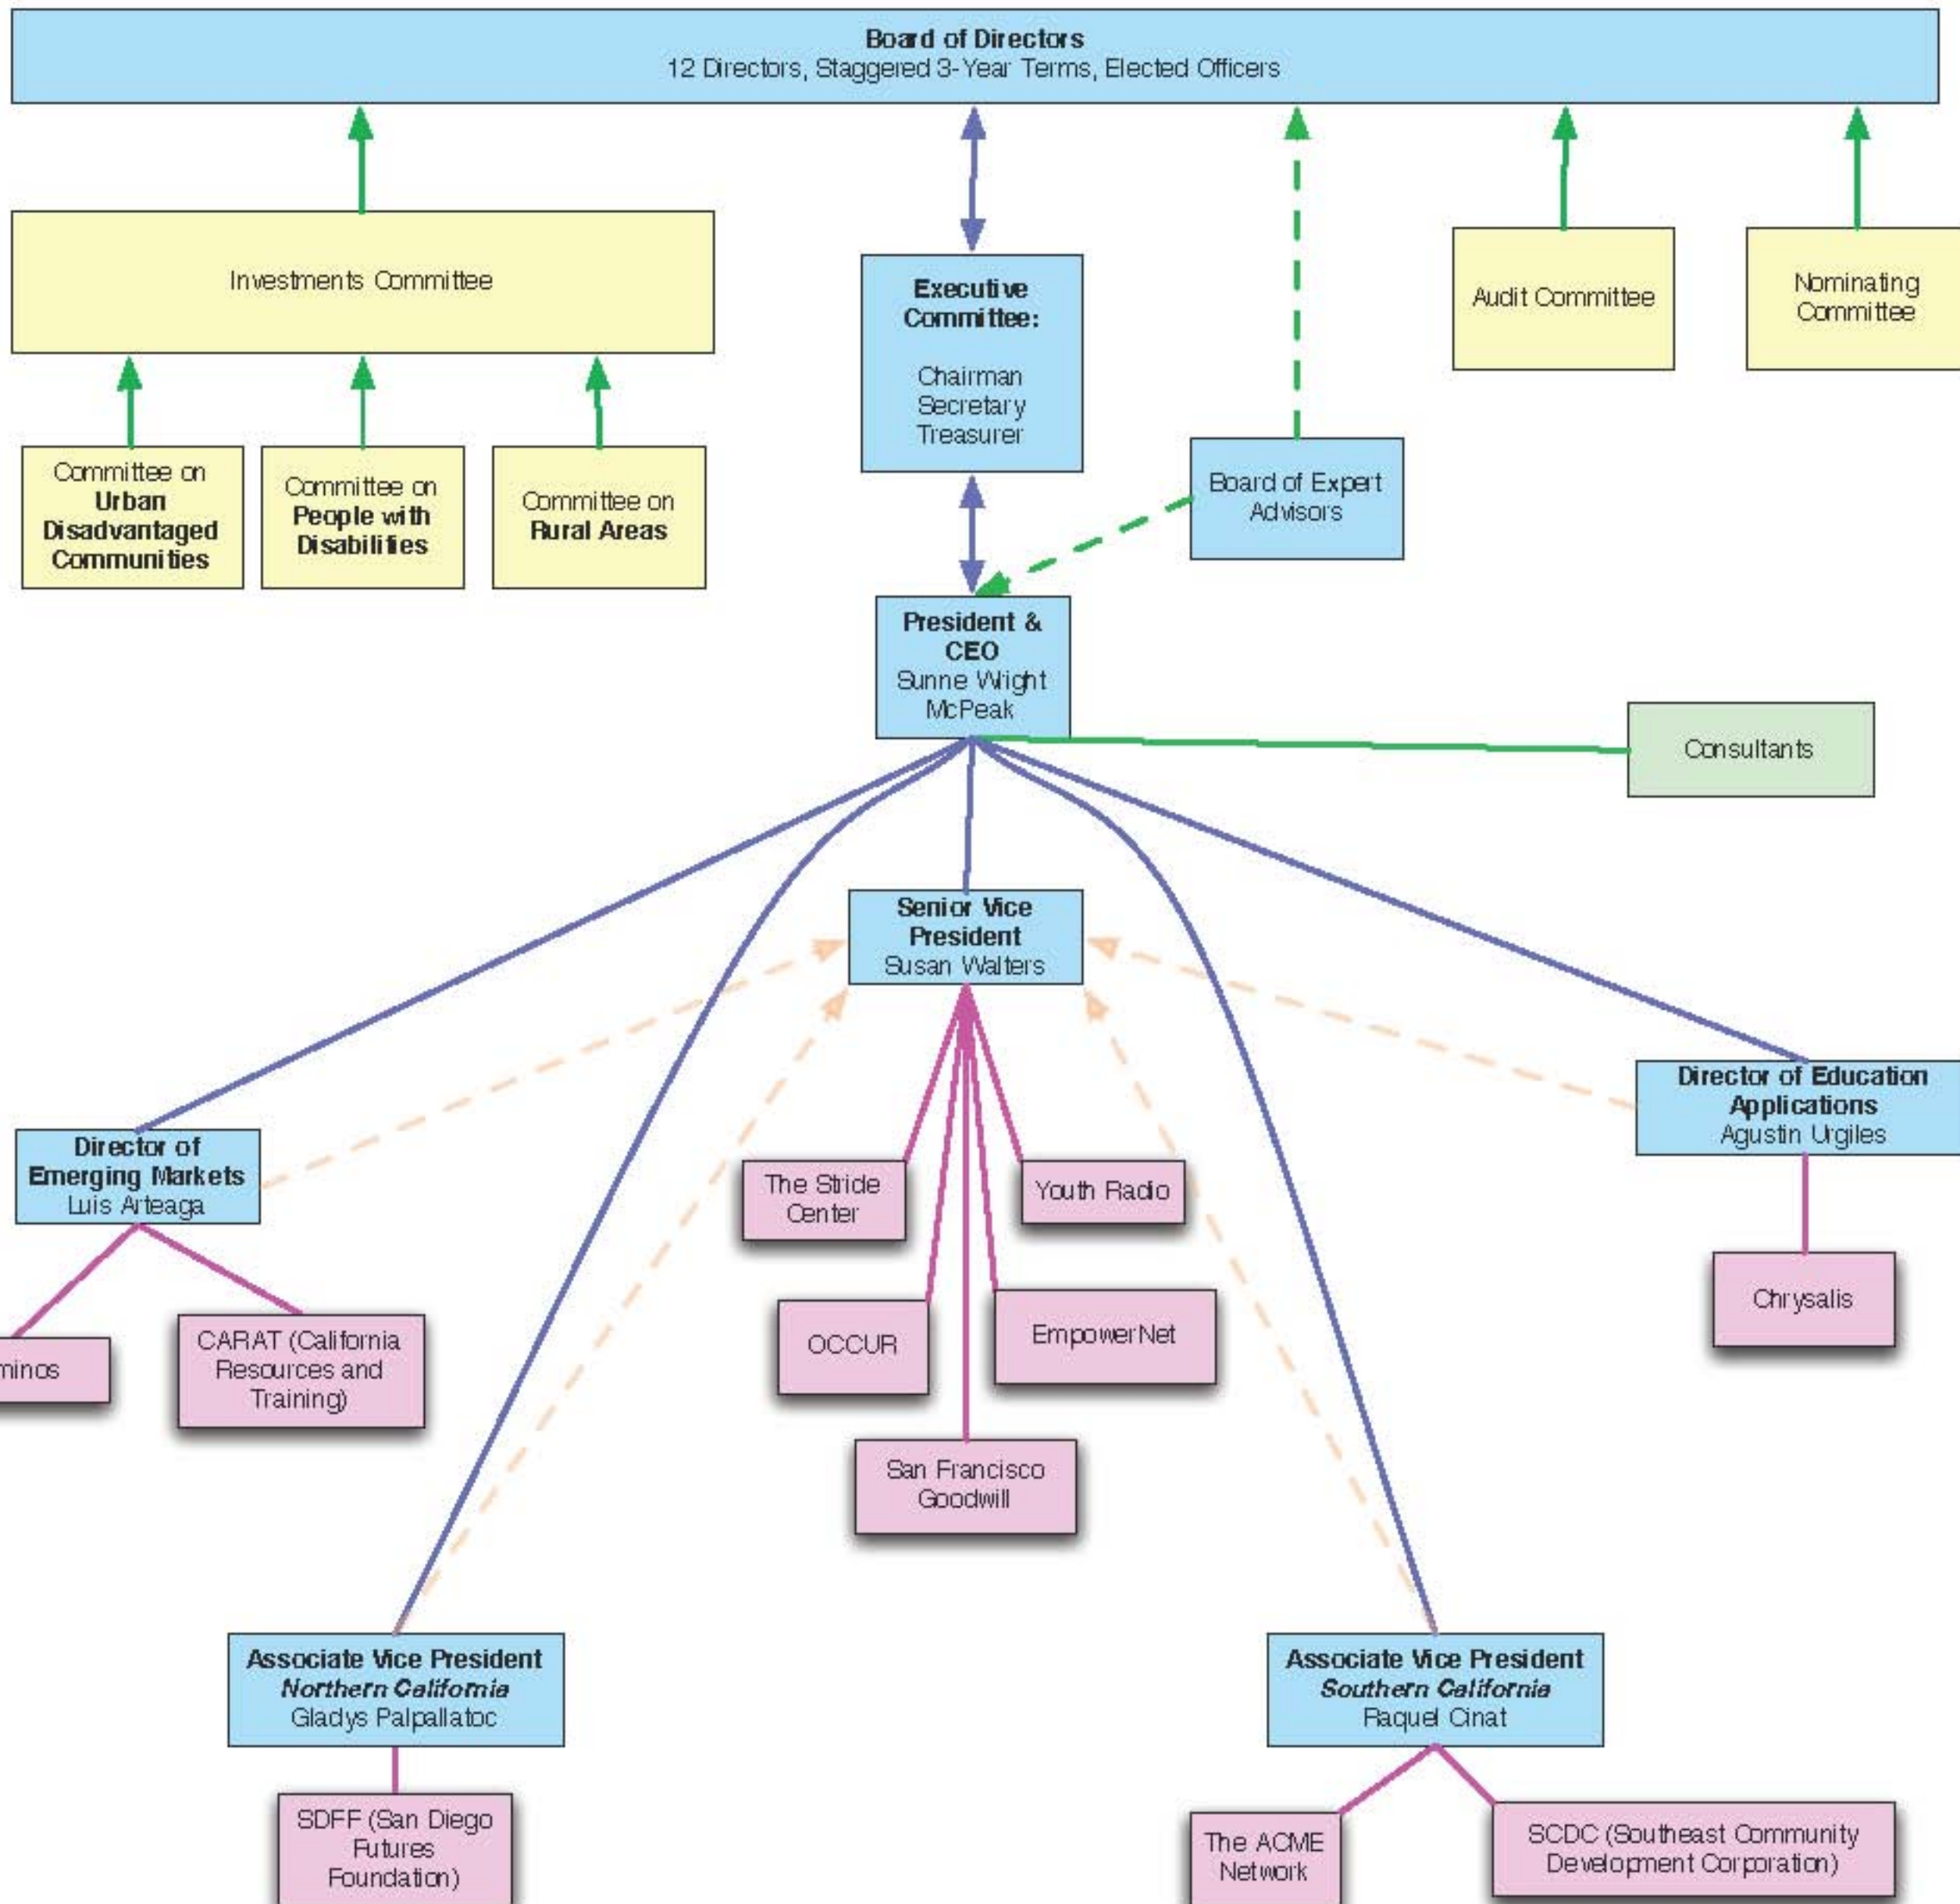 Board of Directors
12 Directors, Staggered 3-Year Terms, Elected Officers
Investments Committee
Executive
Committee:
Chairman
Secretary
Treasurer
Audit Committee
Nominating
Committee
Committee on
Urban
Disadvantaged
Communities
Committee on
People with
Disabilities
Committee on
Rural Areas
Board of Expert
Advisors
President &
CEO
Sunne Wright
McPeak
Consultants
Senior Vice
President
Susan Walters
Director of Education
Applications
Agustin Urgiles
Director of
Emerging Markets
Luis Arteaga
The Stride
Center
Youth Radio
Chrysalis
minos
CARAT (California
Resources and
Training)
OCCUR
EmpowerNet
San Francisco
Goodwill
Associate Vice President
Northern California
Gladys Palpallatoc
Associate Vice President
Southern California
Raquel Cinat
SDFF (San Diego
Futures
Foundation)
The ACME
Network
SCDC (Southeast Community
Development Corporation)